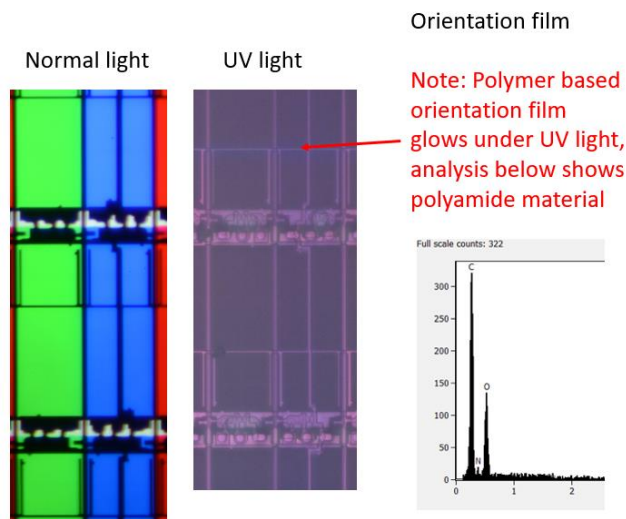 Orientation film
Normal light
UV light
Note: Polymer based
orientation film
glows under UV light,
analysis below shows
polyamide material
Full scale counts: 322
C
300
250
200
150
O
100
50
N
0
0
1
2